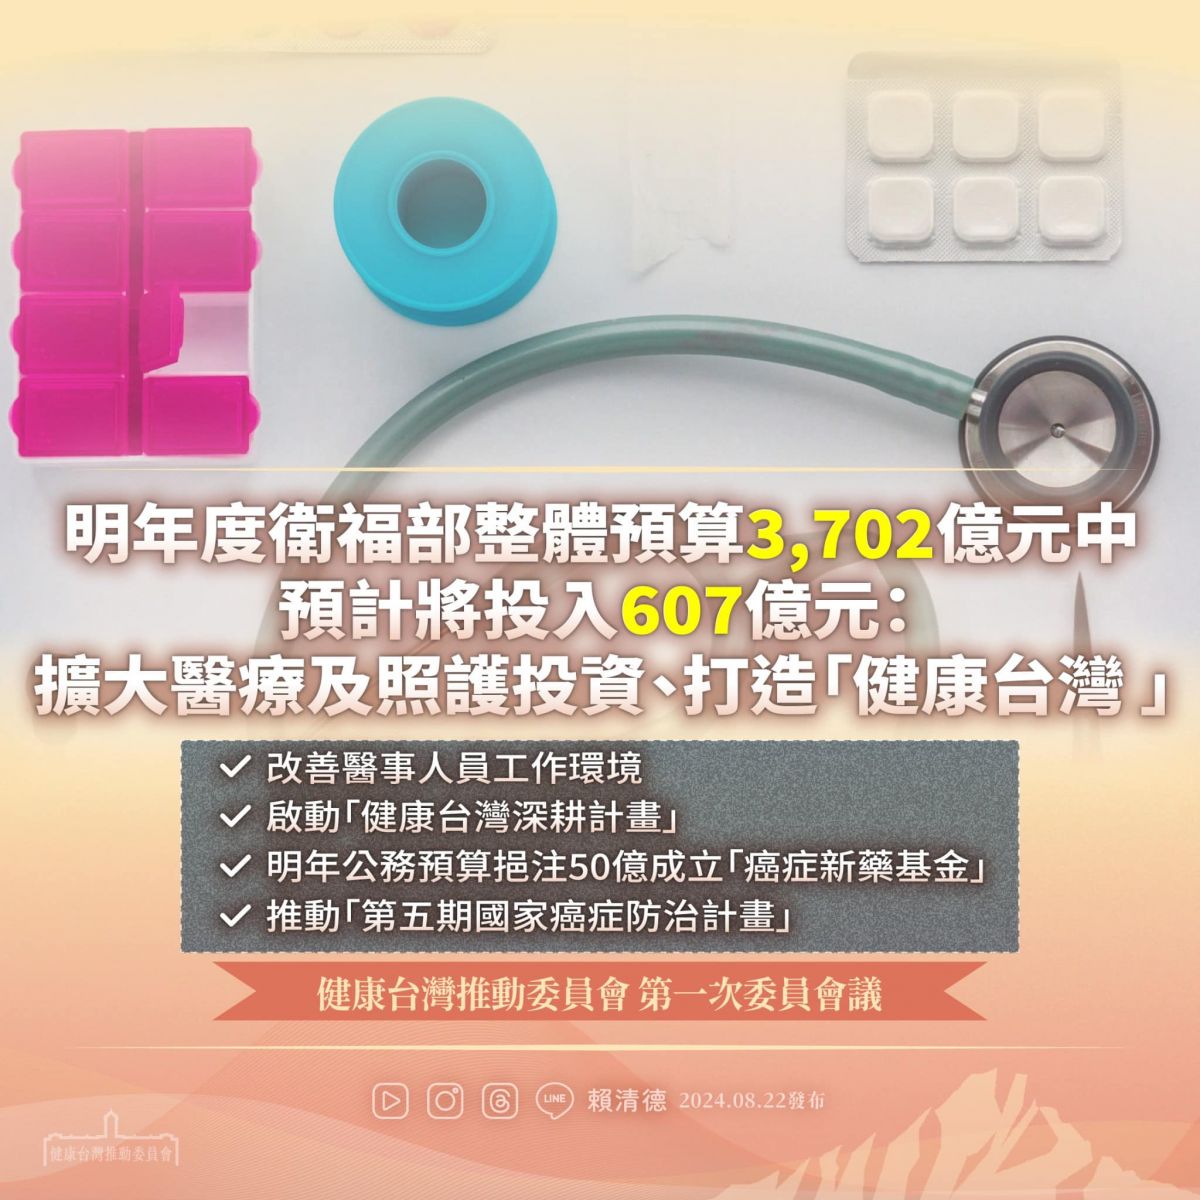 明年度衛福部整體預算3,702億元中
預計將投入607億元：
擴大醫療及照護投資、打造「健康台灣」
改善醫事人員工作環境
啟動「健康台灣深耕計畫」
明年公務預算挹注50億成立「癌症新藥基金」
推動「第五期國家癌症防治計畫」
健康台灣推動委員會 第一次委員會議
LINE 賴清德 2024.08.22發布
健康台灣推動委員會